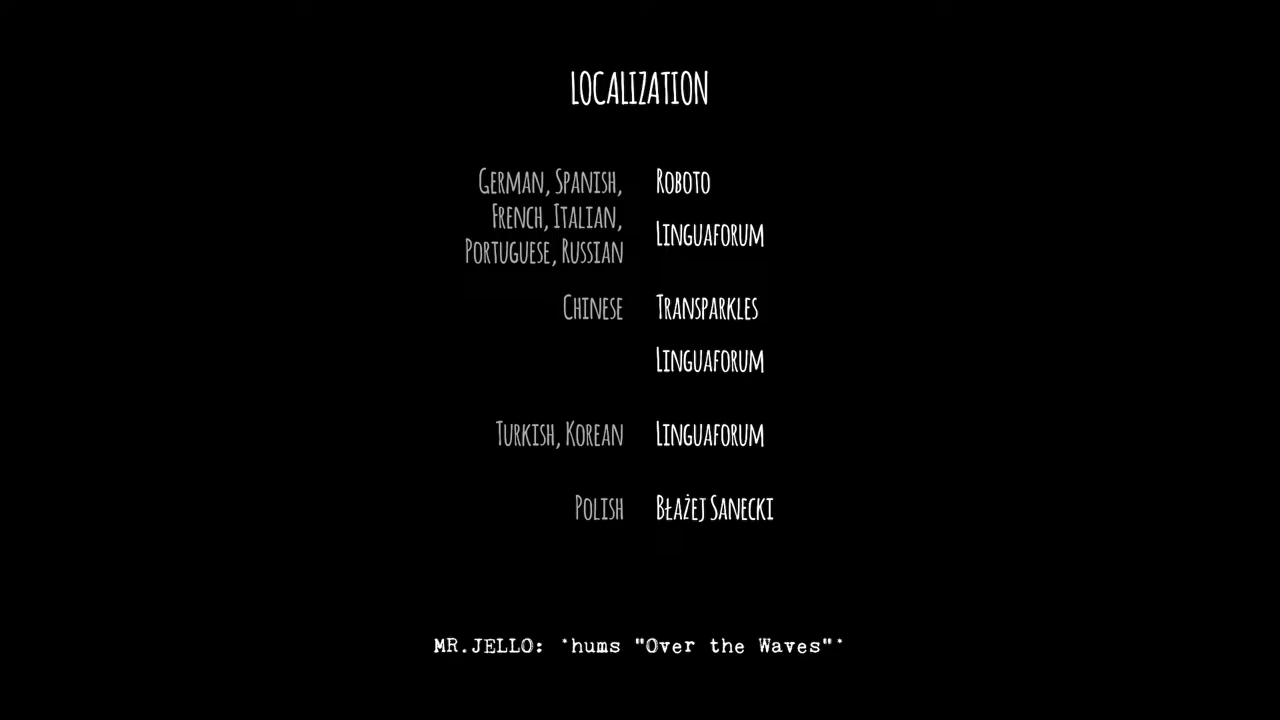 LOCALIZATION
GERMAN, SPANISH,
FRENCH, ITALIAN,
PORTUGUESE, RUSSIAN
ROBOTO
LINGUAFORUM
CHINESE
TRANSPARKLES
LINGUAFORUM
TURKISH, KOREAN
LINGUAFORUM
POLISH
BŁAŻEJ SANECKI
MR.JELLO: *hums "Over the Waves"*